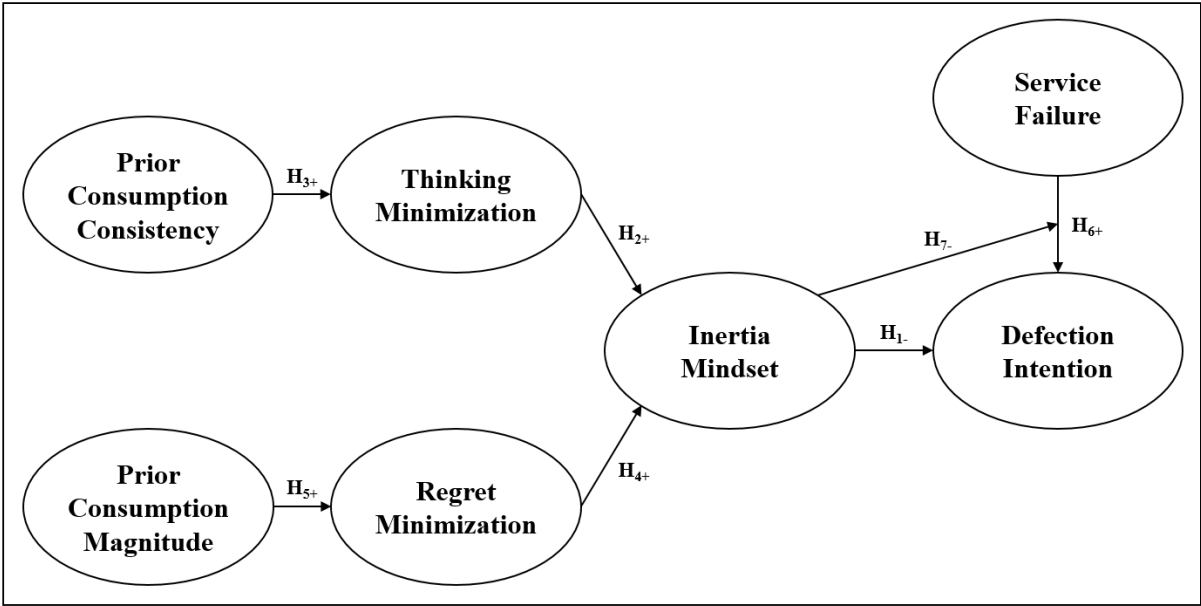 Service
Failure
Prior
Consumption
Consistency
H3+
Thinking
Minimization
H2+
H7-
H6+
Inertia
Mindset
H1-
Defection
Intention
Prior
Consumption
Magnitude
H5+
Regret
Minimization
H4+